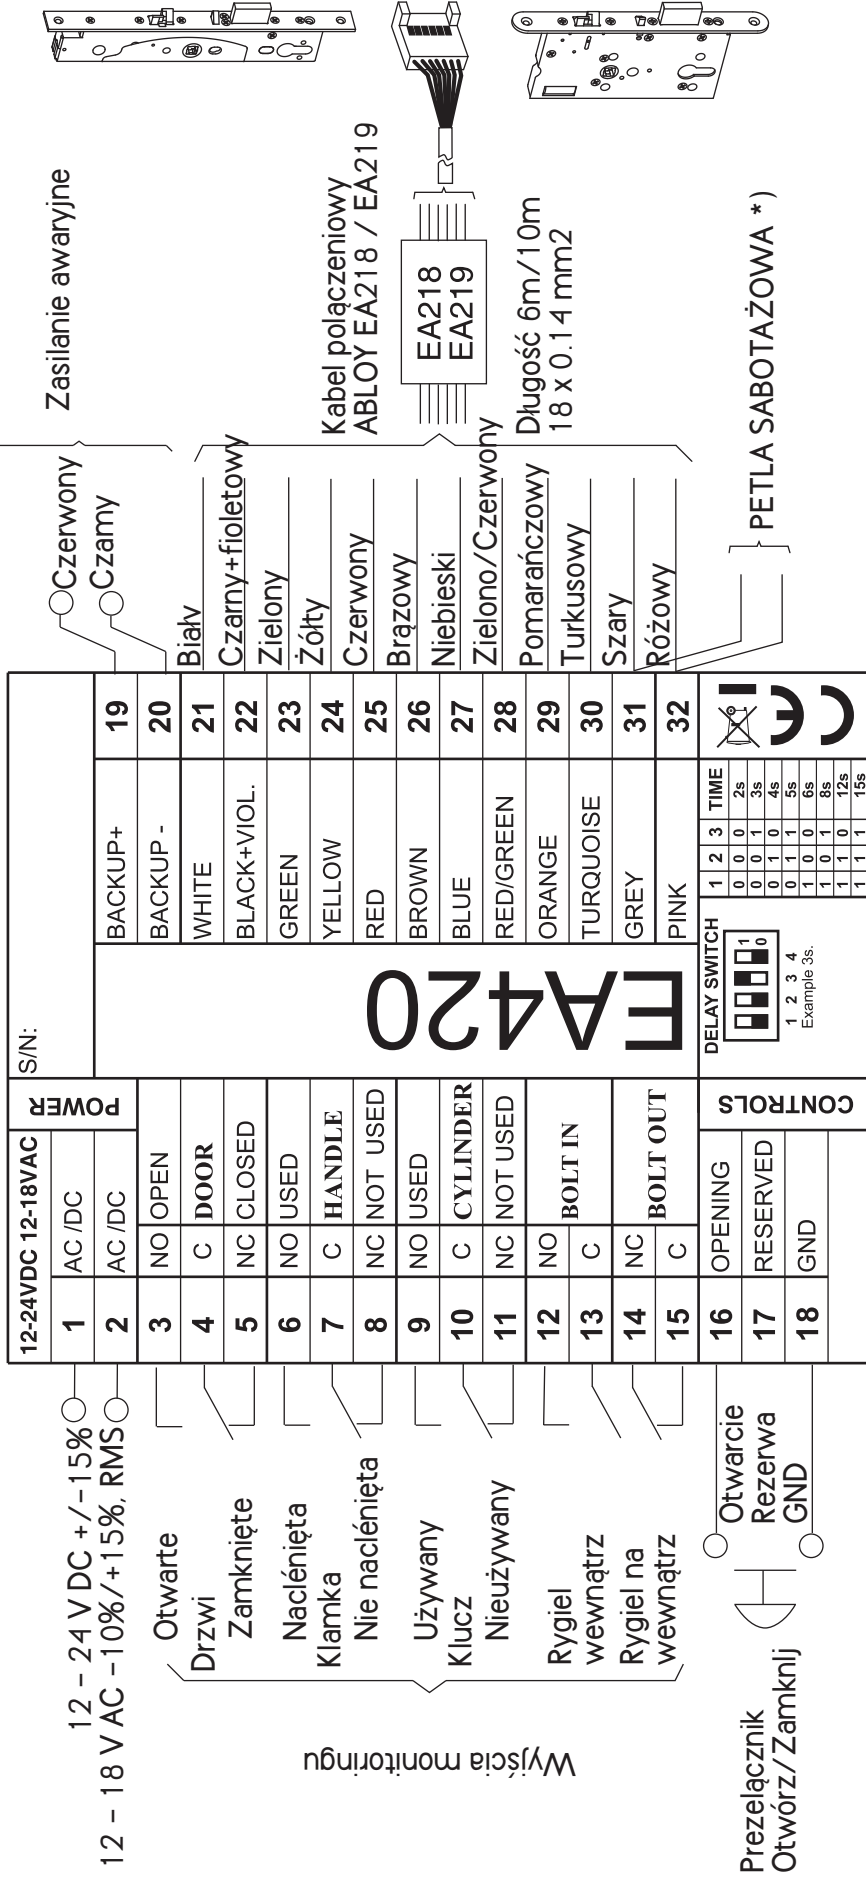 12 – 24 V DC +/–15%
12 – 18 V AC –10%/+15%, RMS
Wyjścia monitoringu
Otwarte
Drzwi
Zamknięte
Naclénięta
Klamka
Nie naclénięta
Używany
Klucz
Nieużywany
Rygiel
wewnątrz
Rygiel na
wewnątrz
Prezelącznik
Otwórz/Zamknlj
Otwarcie
Rezerwa
GND
12-24VDC 12-18VAC
POWER
S/N:
1 AC /DC
2 AC /DC
3 NO OPEN
4 C DOOR
5 NC CLOSED
6 NO USED
7 C HANDLE
8 NC NOT USED
9 NO USED
10 C CYLINDER
11 NC NOT USED
12 NO
BOLT IN
13 C
14 NC
BOLT OUT
15 C
16 OPENING
17 RESERVED
18 GND
CONTROLS
EA420
BACKUP+ 19
BACKUP - 20
WHITE 21
BLACK+VIOL. 22
GREEN 23
YELLOW 24
RED 25
BROWN 26
BLUE 27
RED/GREEN 28
ORANGE 29
TURQUOISE 30
GREY 31
PINK 32
DELAY SWITCH
1
0
1 2 3 4
Example 3s.
1 2 3 TIME
0 0 0 2s
0 0 1 3s
0 1 0 4s
0 1 1 5s
1 0 0 6s
1 0 1 8s
1 1 0 12s
1 1 1 15s
CE
Czerwony
Czamy
Zasilanie awaryjne
Biały
Czarny+fioletowy
Zielony
Żółty
Czerwony
Brązowy
Niebieski
Zielono/Czerwony
Pomarańczowy
Turkusowy
Szary
Różowy
Kabel polączeniowy
ABLOY EA218 / EA219
EA218
EA219
Długość 6m/10m
18 x 0.14 mm2
PETLA SABOTAŻOWA *)